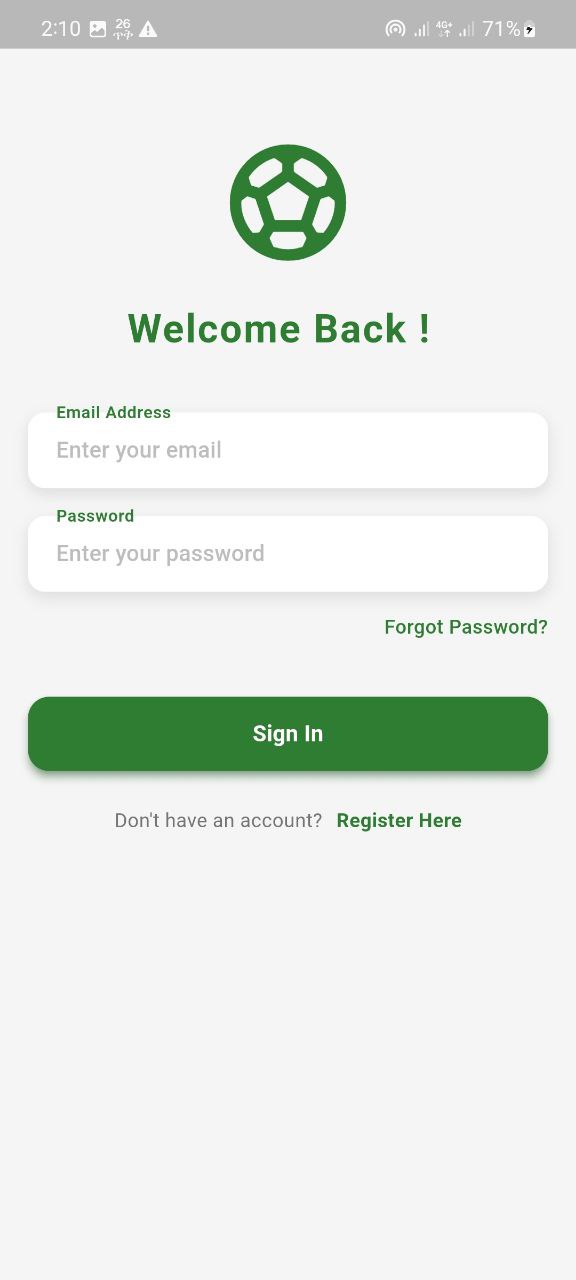 2:10 26 ጥቅ 4G+ 71%
Welcome Back !
Email Address
Enter your email
Password
Enter your password
Forgot Password?
Sign In
Don't have an account? Register Here